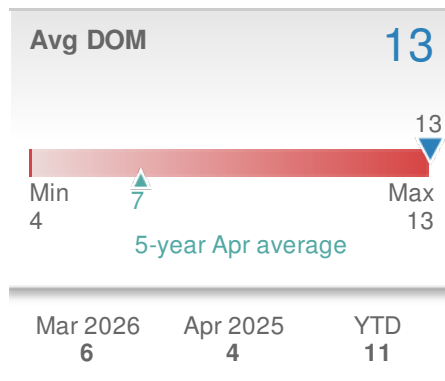 Avg DOM 13
13
Min Max
4 7 13
5-year Apr average
Mar 2026 Apr 2025 YTD
6 4 11